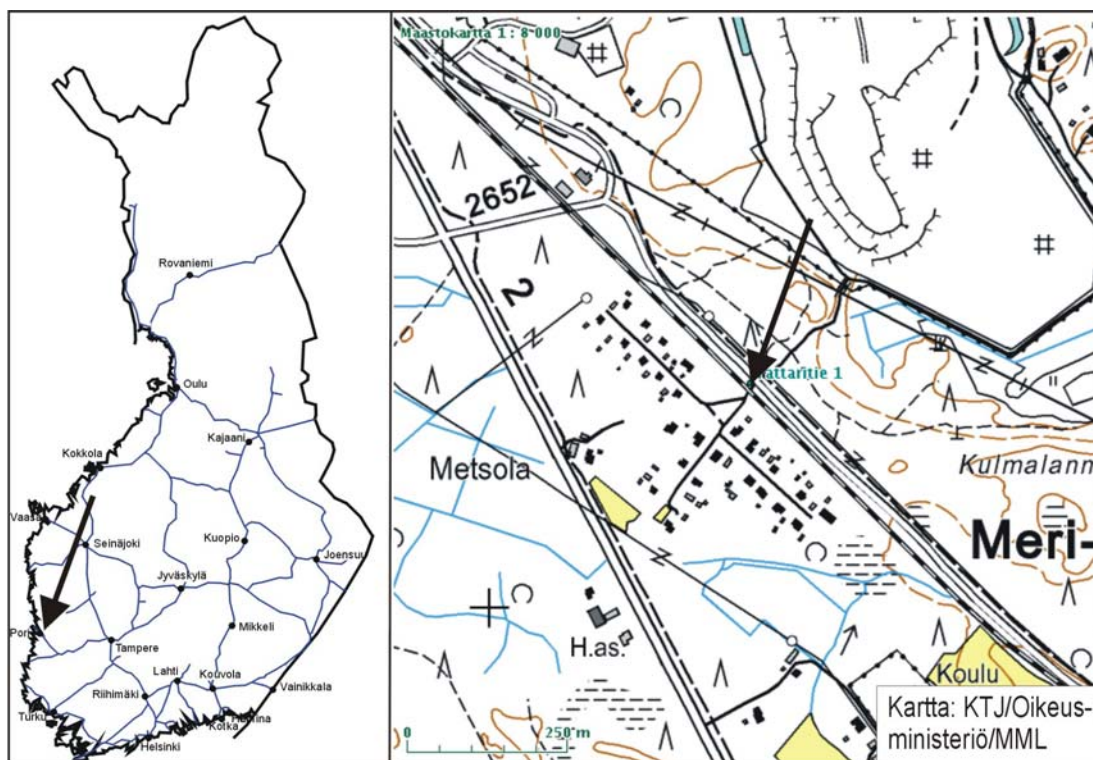 Rovaniemi
Oulu
Kajaani
Kokkola
Vaasa
Seinäjoki
Kuopio
Joensuu
Jyväskylä
Pori
Mikkeli
Tampere
Lahti
Kouvola
Riihimäki
Vainikkala
Turku
Kotka
Helsinki
Maastokartta 1 : 8 000
2652
2
attaritie 1
Metsola
Kulmalann
Meri-
H.as.
Koulu
0
250 m
Kartta: KTJ/Oikeus-
ministeriö/MML